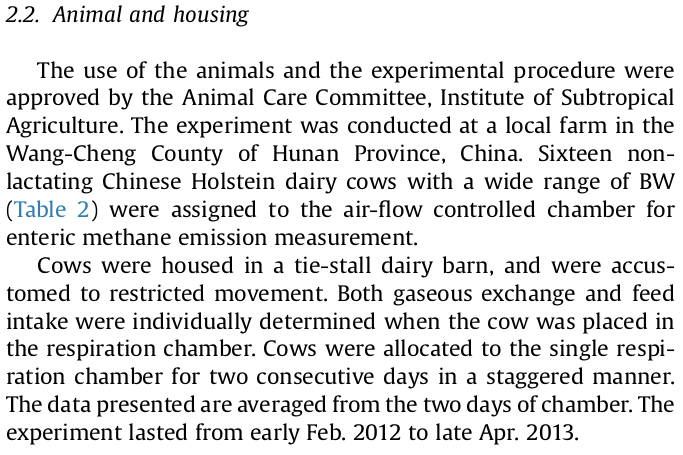 2.2. Animal and housing
The use of the animals and the experimental procedure were
approved by the Animal Care Committee, Institute of Subtropical
Agriculture. The experiment was conducted at a local farm in the
Wang-Cheng County of Hunan Province, China. Sixteen non-
lactating Chinese Holstein dairy cows with a wide range of BW
(Table 2) were assigned to the air-flow controlled chamber for
enteric methane emission measurement.
Cows were housed in a tie-stall dairy barn, and were accus-
tomed to restricted movement. Both gaseous exchange and feed
intake were individually determined when the cow was placed in
the respiration chamber. Cows were allocated to the single respi-
ration chamber for two consecutive days in a staggered manner.
The data presented are averaged from the two days of chamber. The
experiment lasted from early Feb. 2012 to late Apr. 2013.